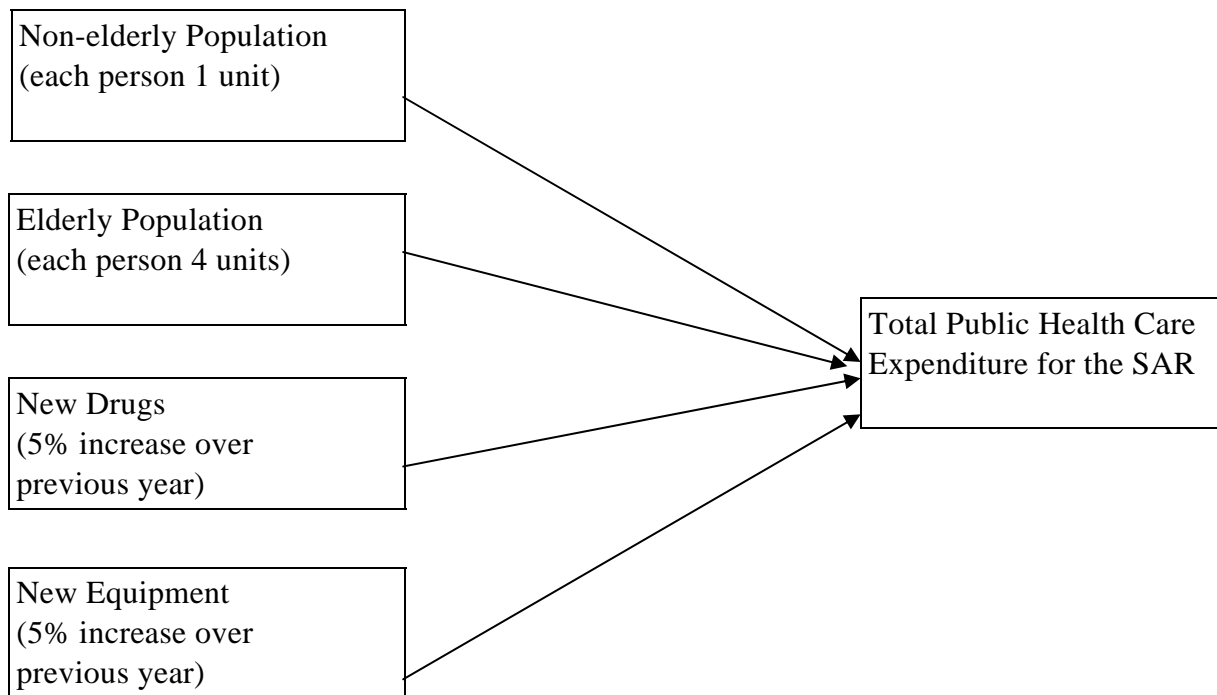 Non-elderly Population
(each person 1 unit)
Elderly Population
(each person 4 units)
New Drugs
(5% increase over
previous year)
New Equipment
(5% increase over
previous year)
Total Public Health Care
Expenditure for the SAR